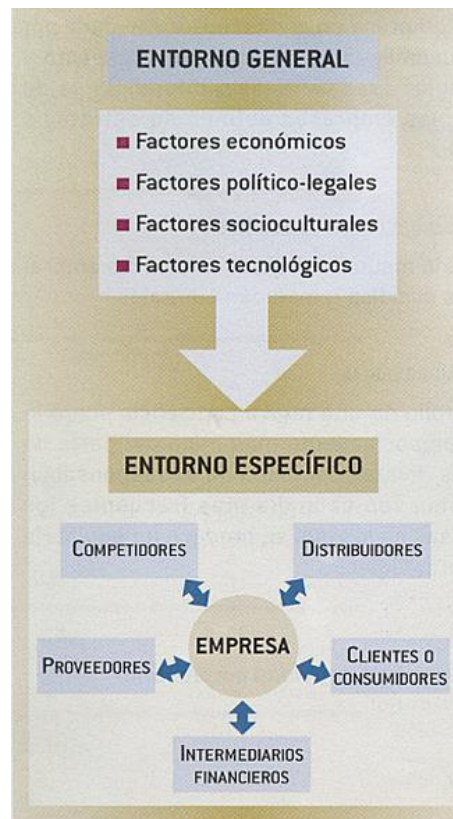 ENTORNO GENERAL
Factores económicos
Factores político-legales
Factores socioculturales
Factores tecnológicos
ENTORNO ESPECÍFICO
COMPETIDORES
DISTRIBUIDORES
EMPRESA
PROVEEDORES
CLIENTES O
CONSUMIDORES
INTERMEDIARIOS
FINANCIEROS